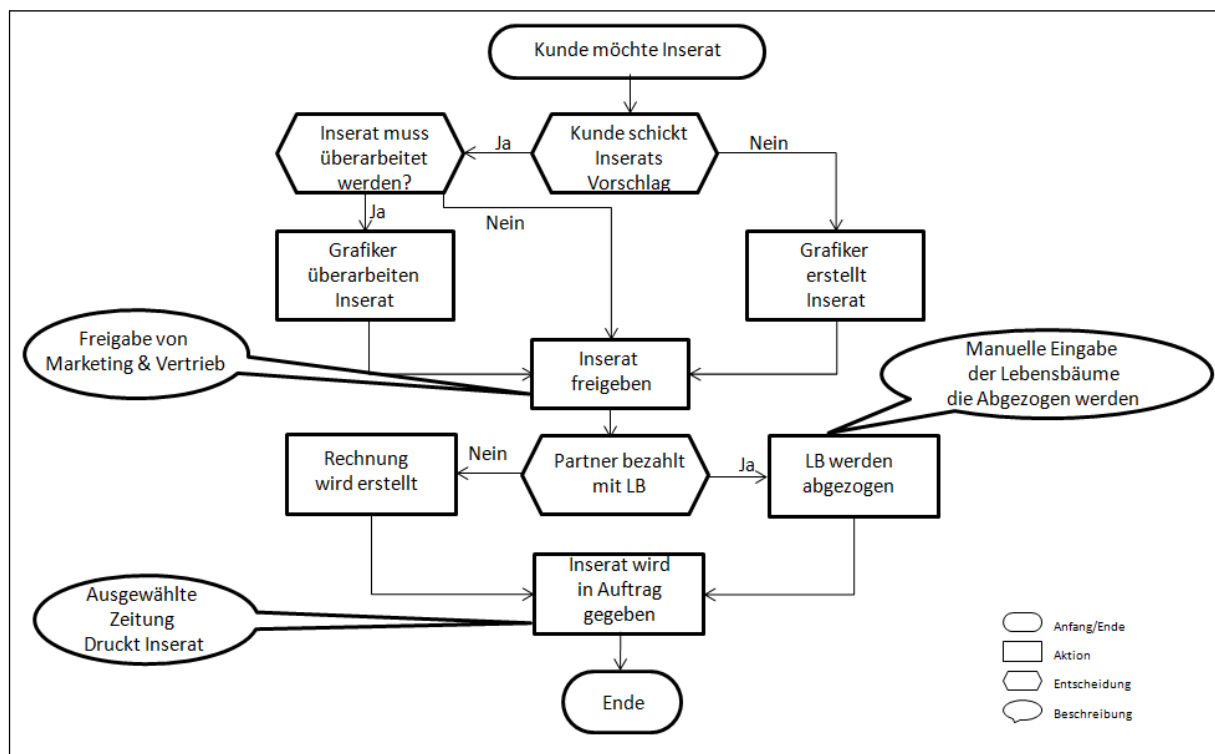 Kunde möchte Inserat
Inserat muss
überarbeitet
werden?
Ja
Kunde schickt
Inserats
Vorschlag
Nein
Ja
Nein
Grafiker
überarbeiten
Inserat
Grafiker
erstellt
Inserat
Freigabe von
Marketing & Vertrieb
Inserat
freigeben
Manuelle Eingabe
der Lebensbäume
die Abgezogen werden
Rechnung
wird erstellt
Nein
Partner bezahlt
mit LB
Ja
LB werden
abgezogen
Ausgewählte
Zeitung
Druckt Inserat
Inserat wird
in Auftrag
gegeben
Ende
Anfang/Ende
Aktion
Entscheidung
Beschreibung